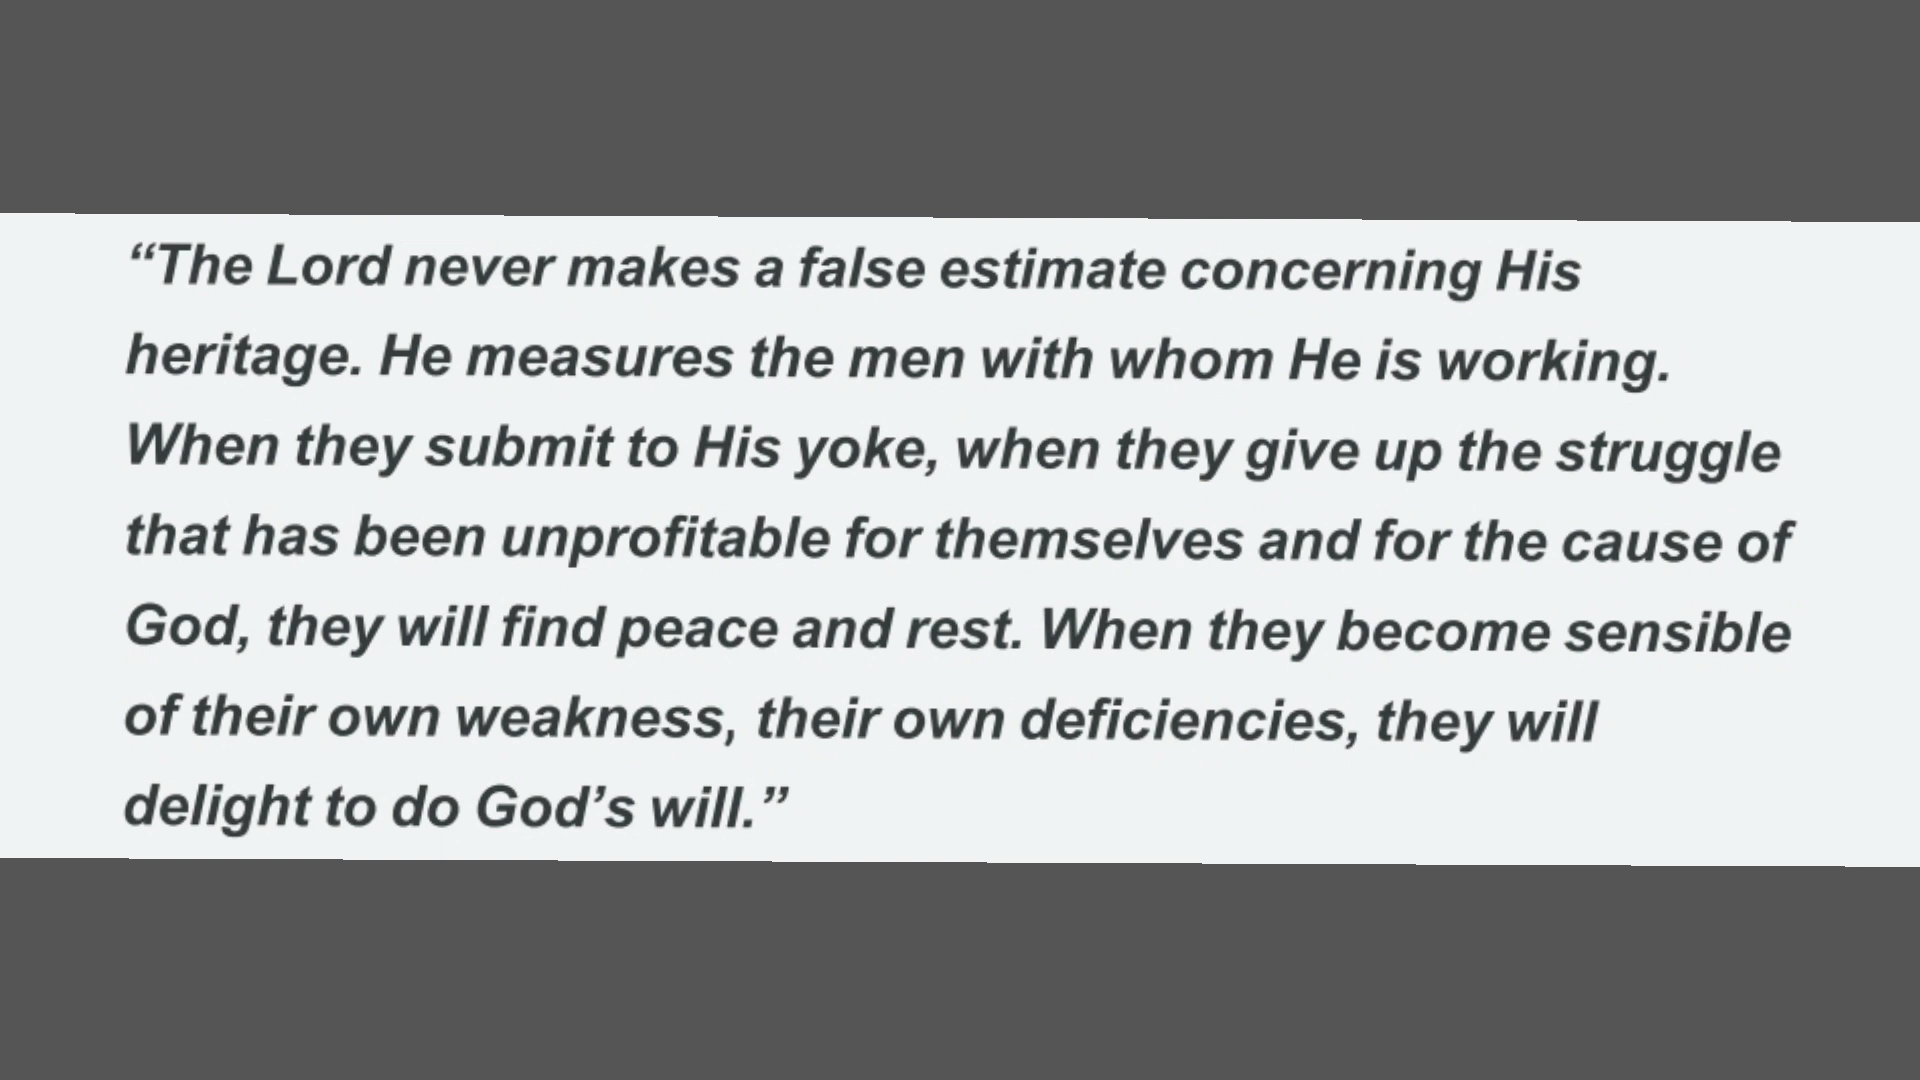 “The Lord never makes a false estimate concerning His
heritage. He measures the men with whom He is working.
When they submit to His yoke, when they give up the struggle
that has been unprofitable for themselves and for the cause of
God, they will find peace and rest. When they become sensible
of their own weakness, their own deficiencies, they will
delight to do God’s will.”